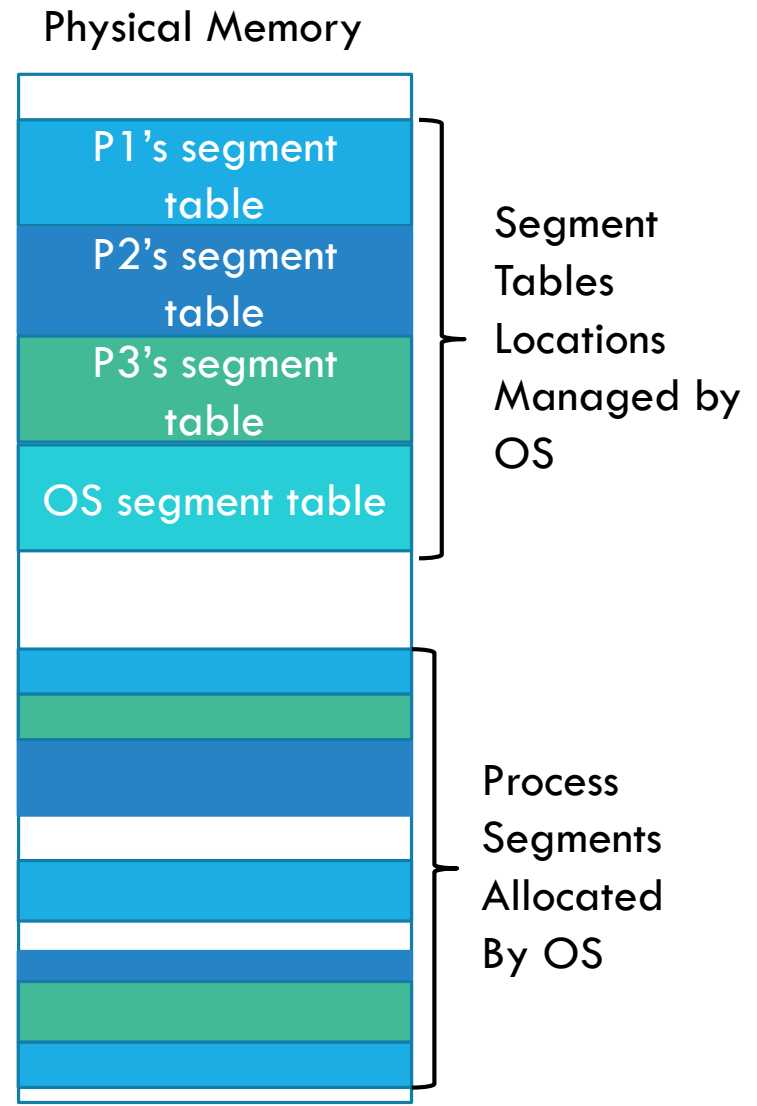 Physical Memory
P1's segment
table
P2's segment
table
P3's segment
table
OS segment table
Segment
Tables
Locations
Managed by
OS
Process
Segments
Allocated
By OS